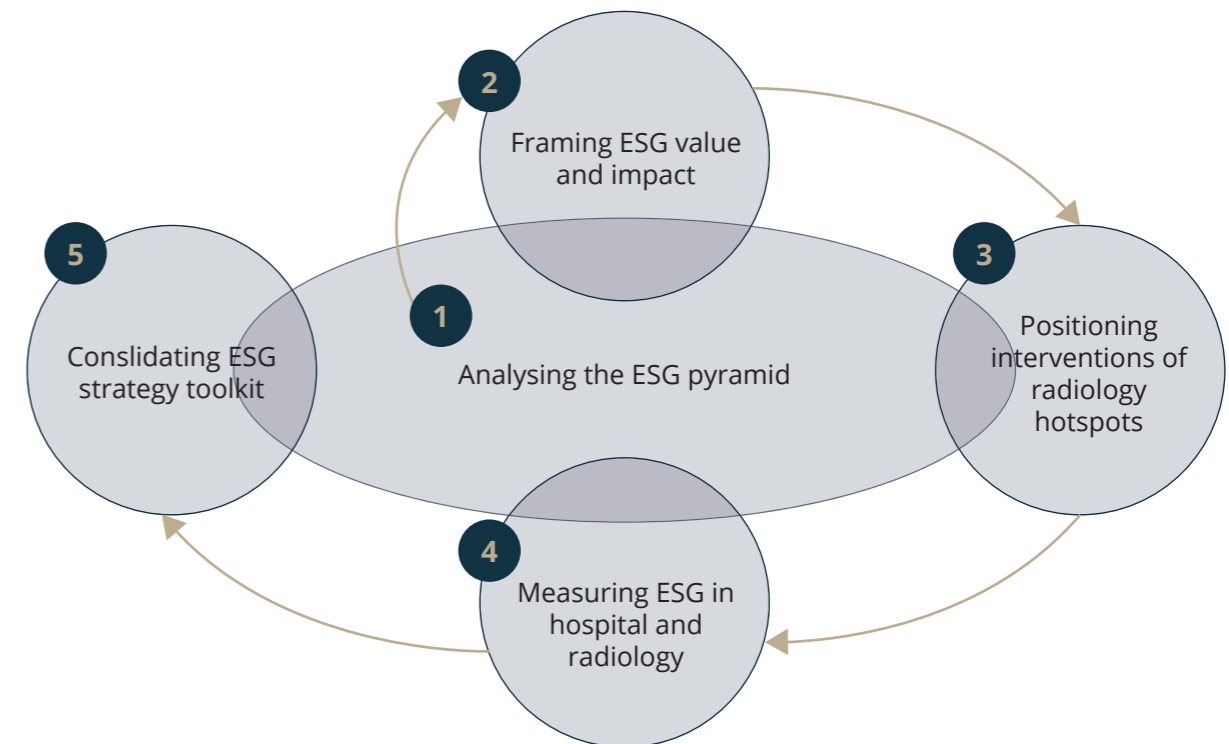 1
Analysing the ESG pyramid
2
Framing ESG value
and impact
3
Positioning
interventions of
radiology
hotspots
4
Measuring ESG in
hospital and
radiology
5
Conslidating ESG
strategy toolkit